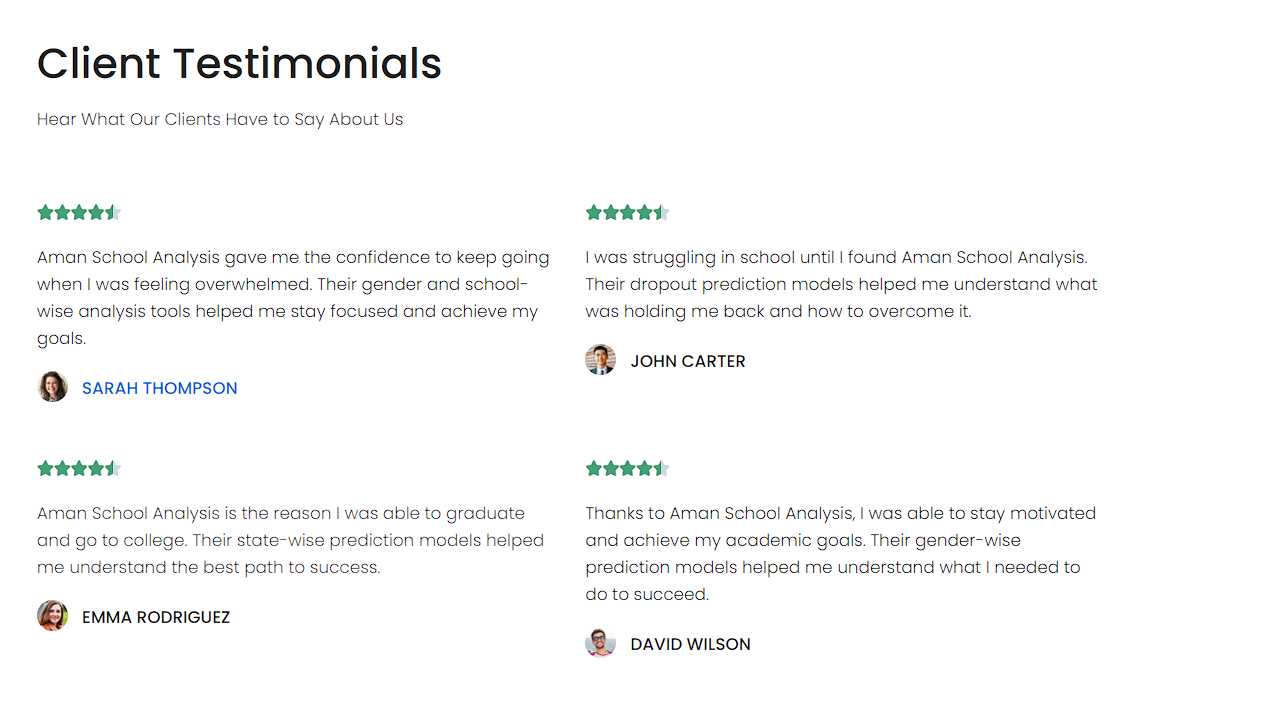 Client Testimonials
Hear What Our Clients Have to Say About Us
Aman School Analysis gave me the confidence to keep going
when I was feeling overwhelmed. Their gender and school-
wise analysis tools helped me stay focused and achieve my
goals.
SARAH THOMPSON
I was struggling in school until I found Aman School Analysis.
Their dropout prediction models helped me understand what
was holding me back and how to overcome it.
JOHN CARTER
Aman School Analysis is the reason I was able to graduate
and go to college. Their state-wise prediction models helped
me understand the best path to success.
EMMA RODRIGUEZ
Thanks to Aman School Analysis, I was able to stay motivated
and achieve my academic goals. Their gender-wise
prediction models helped me understand what I needed to
do to succeed.
DAVID WILSON